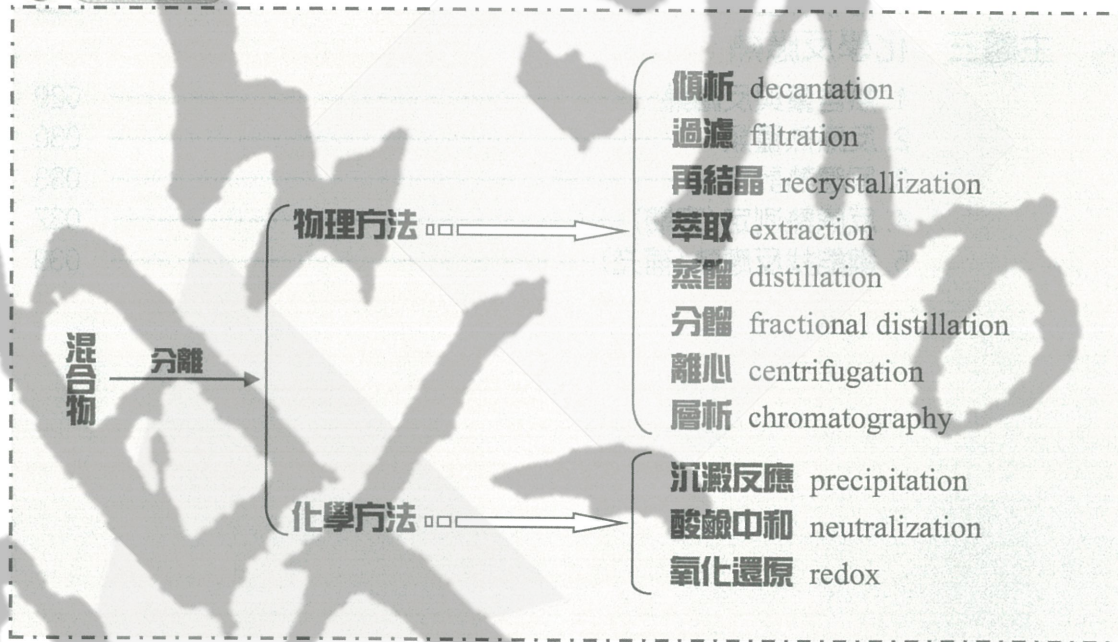 混合物
分離
物理方法
傾析 decantation
過濾 filtration
再結晶 recrystallization
萃取 extraction
蒸餾 distillation
分餾 fractional distillation
離心 centrifugation
層析 chromatography
化學方法
沉澱反應 precipitation
酸鹼中和 neutralization
氧化還原 redox